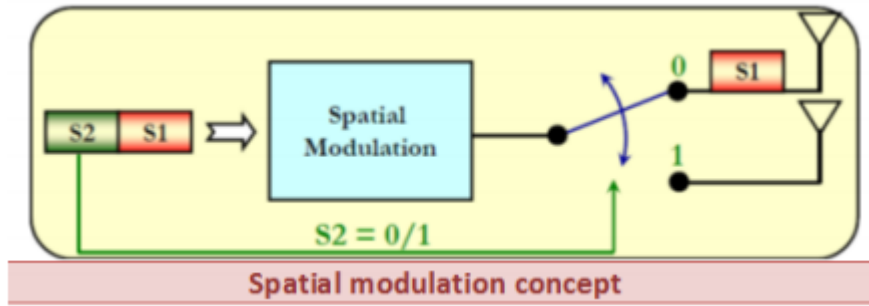 0
S1
S2 S1
Spatial
Modulation
1
S2 = 0/1
Spatial modulation concept